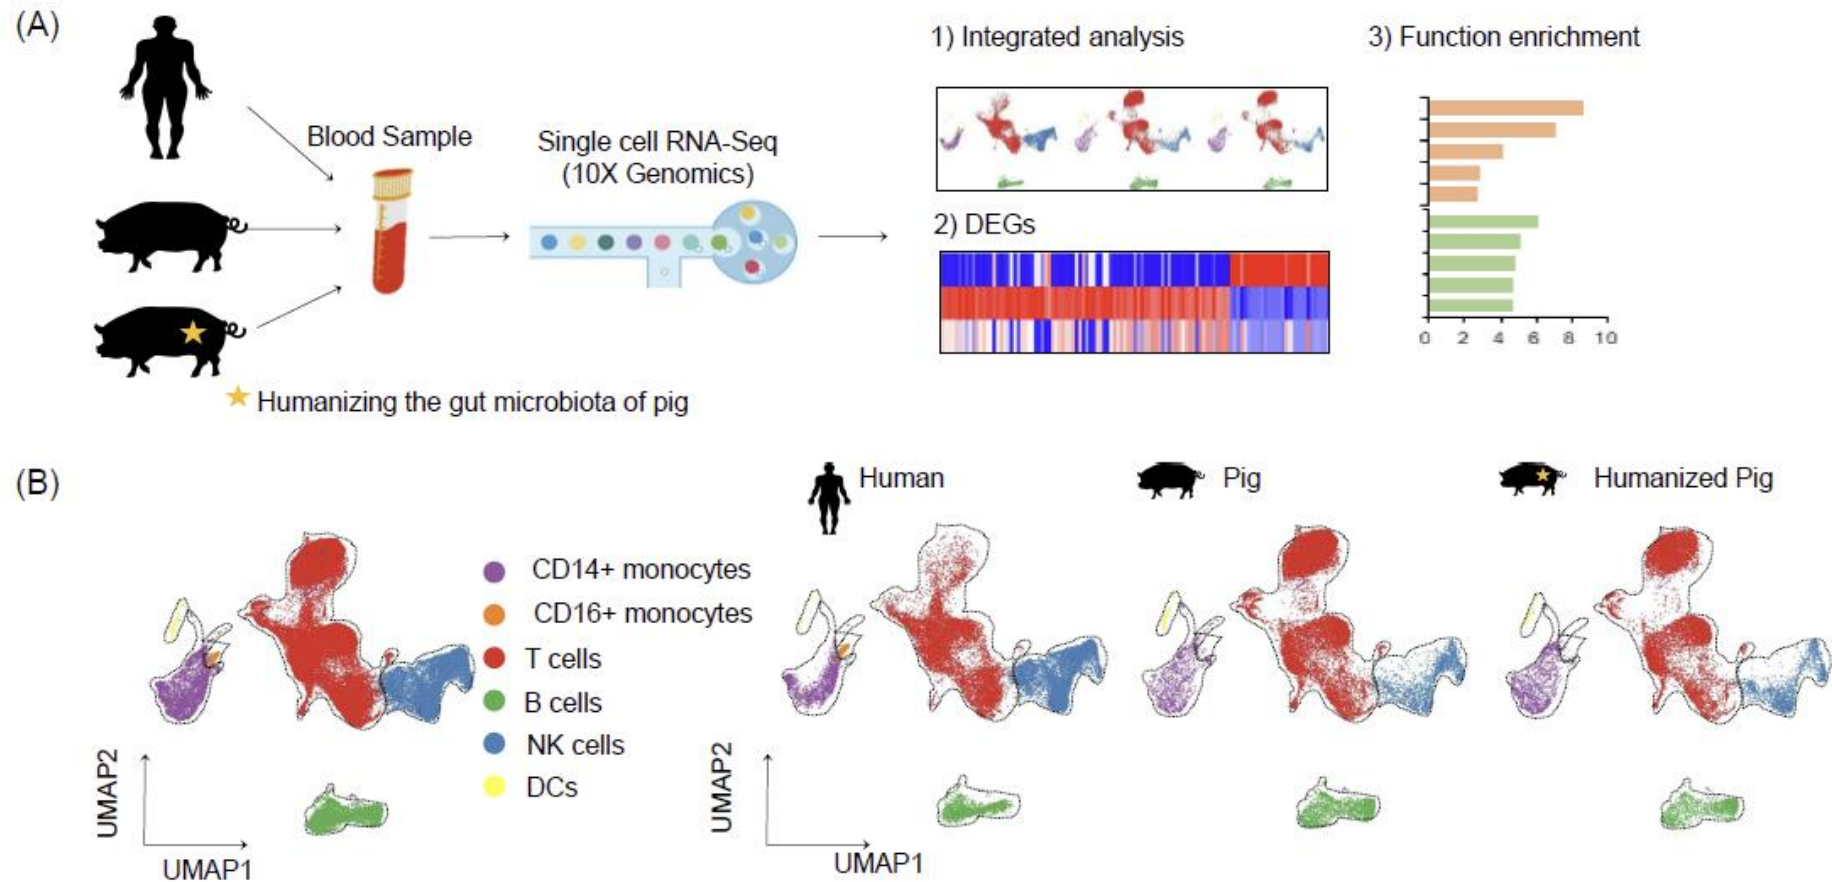 (A)
1) Integrated analysis
3) Function enrichment
Blood Sample
Single cell RNA-Seq
(10X Genomics)
2) DEGs
0 2 4 6 8 10
Humanizing the gut microbiota of pig
(B)
Human
Pig
Humanized Pig
CD14+ monocytes
CD16+ monocytes
T cells
B cells
NK cells
DCs
UMAP2
UMAP1
UMAP2
UMAP1